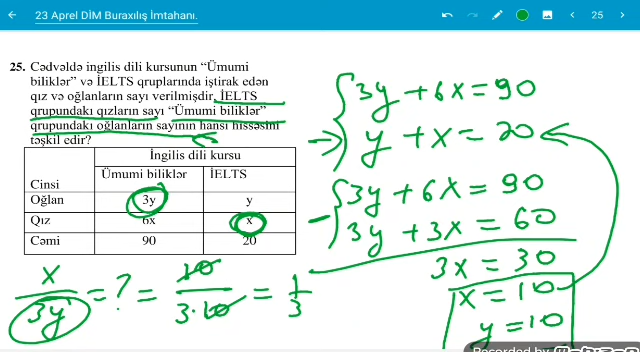 23 Aprel DİM Buraxılış İmtahanı.
25
25. Cədvəldə ingilis dili kursunun “Ümumi
biliklər” və İELTS qruplarında iştirak edən
qız və oğlanların sayı verilmişdir. İELTS
qrupundakı qızların sayı “Ümumi biliklər”
qrupundakı oğlanların sayının hansı hissəsini
təşkil edir?
Cinsi İngilis dili kursu
Ümumi biliklər İELTS
Oğlan 3y y
Qız 6x x
Cəmi 90 20
3y + 6x = 90
y + x = 20
3y + 6x = 90
3y + 3x = 60
3x = 30
x = 10
y = 10
x/3y = ? = 10/3·10 = 1/3
Recorded by